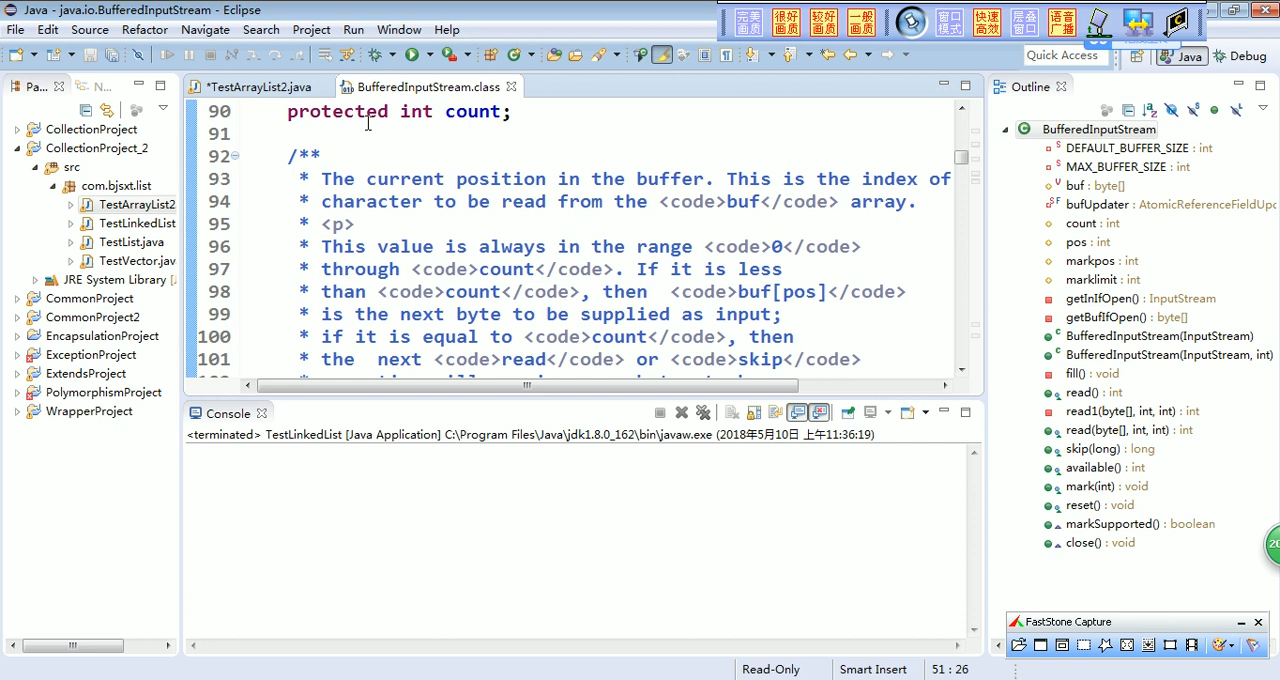 Java - java.io.BufferedInputStream - Eclipse
完美画质 很好画质 较好画质 一般画质 窗口模式 快速高效 层叠窗口 语音广播
File Edit Source Refactor Navigate Search Project Run Window Help
Quick Access Java Debug
Pa... N...
*TestArrayList2.java BufferedInputStream.class
Outline
CollectionProject
CollectionProject_2
src
com.bjsxt.list
TestArrayList2
TestLinkedList
TestList.java
TestVector.jav
JRE System Library [
CommonProject
CommonProject2
EncapsulationProject
ExceptionProject
ExtendsProject
PolymorphismProject
WrapperProject
90 protected int count;
91
92 /**
93 * The current position in the buffer. This is the index of
94 * character to be read from the <code>buf</code> array.
95 * <p>
96 * This value is always in the range <code>0</code>
97 * through <code>count</code>. If it is less
98 * than <code>count</code>, then  <code>buf[pos]</code>
99 * is the next byte to be supplied as input;
100 * if it is equal to <code>count</code>, then
101 * the  next <code>read</code> or <code>skip</code>
Console
<terminated> TestLinkedList [Java Application] C:\Program Files\Java\jdk1.8.0_162\bin\javaw.exe (2018年5月10日 上午11:36:19)
BufferedInputStream
DEFAULT_BUFFER_SIZE : int
MAX_BUFFER_SIZE : int
buf : byte[]
bufUpdater : AtomicReferenceFieldUpd
count : int
pos : int
markpos : int
marklimit : int
getInIfOpen() : InputStream
getBufIfOpen() : byte[]
BufferedInputStream(InputStream)
BufferedInputStream(InputStream, int)
fill() : void
read() : int
read1(byte[], int, int) : int
read(byte[], int, int) : int
skip(long) : long
available() : int
mark(int) : void
reset() : void
markSupported() : boolean
close() : void
FastStone Capture
Read-Only Smart Insert 51 : 26